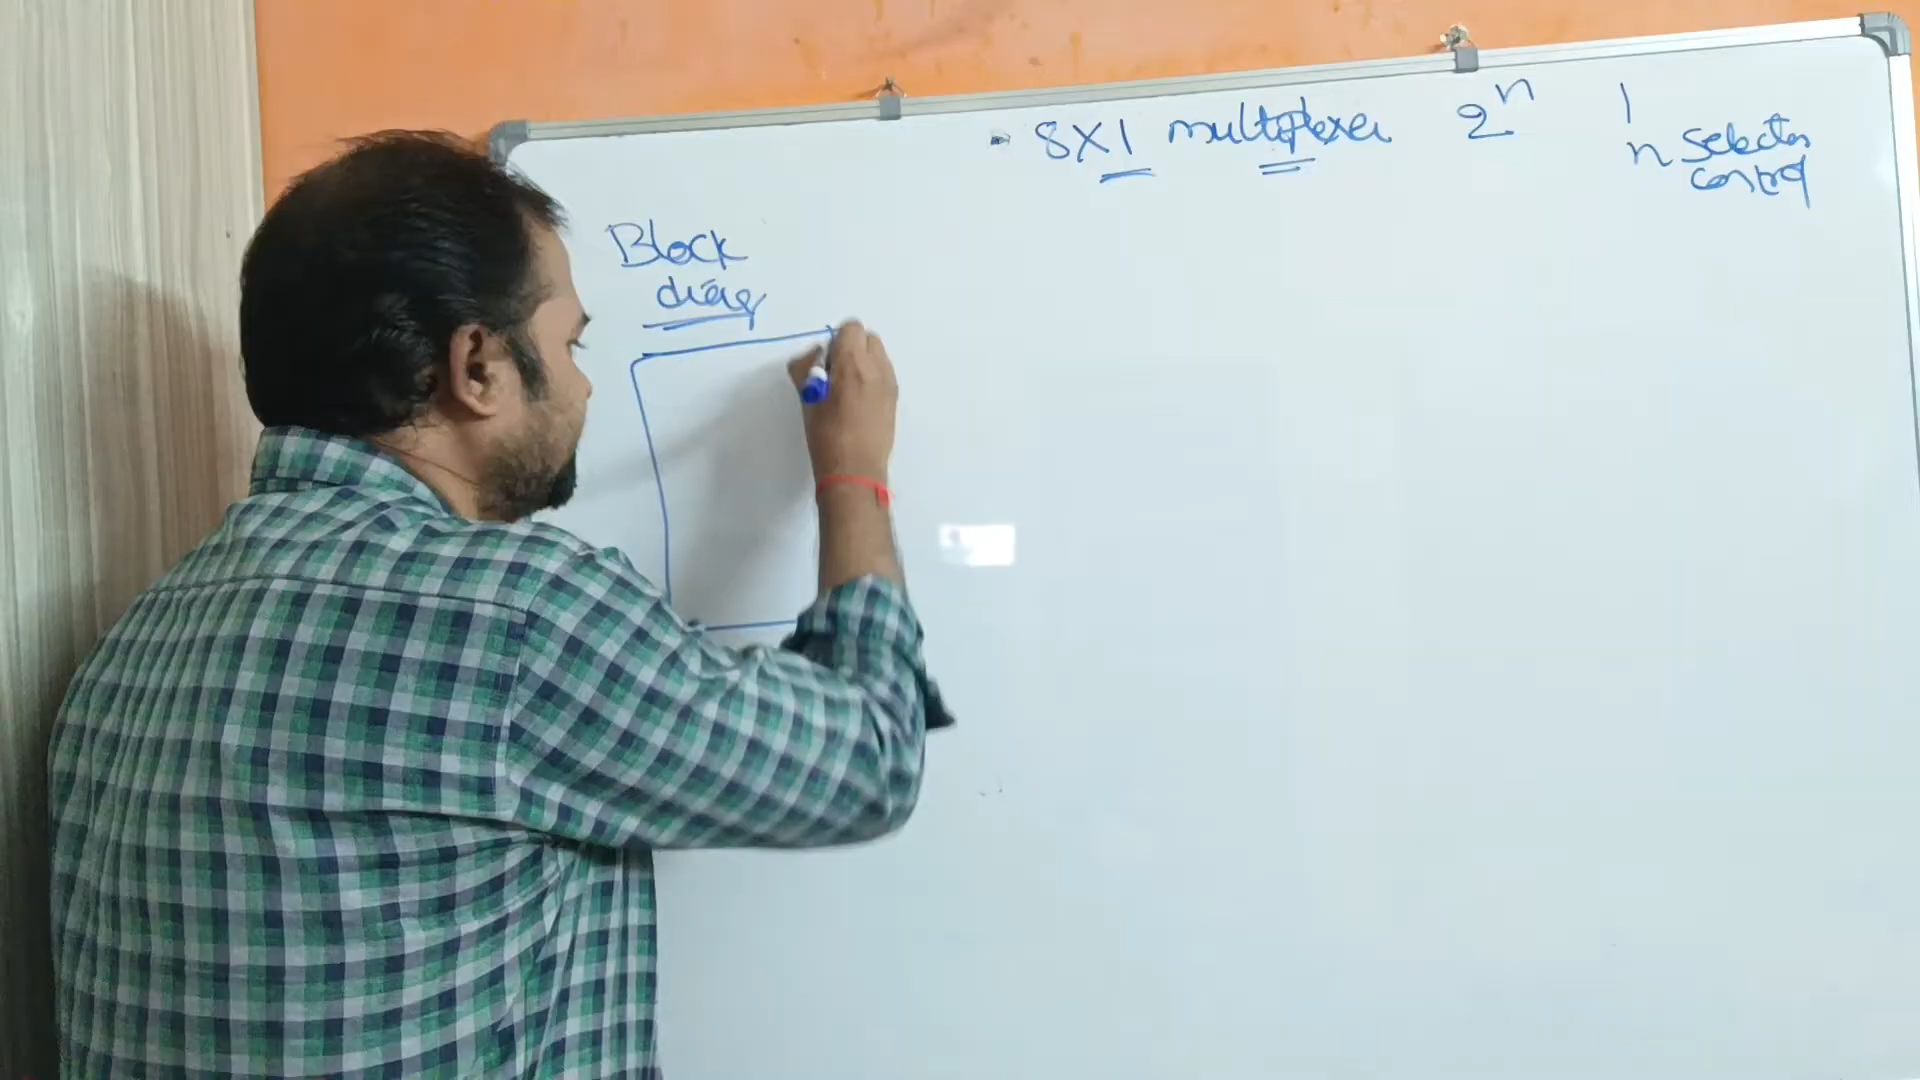 8X1 multiplexer 2^n 1
n Selection
control
Block
diag